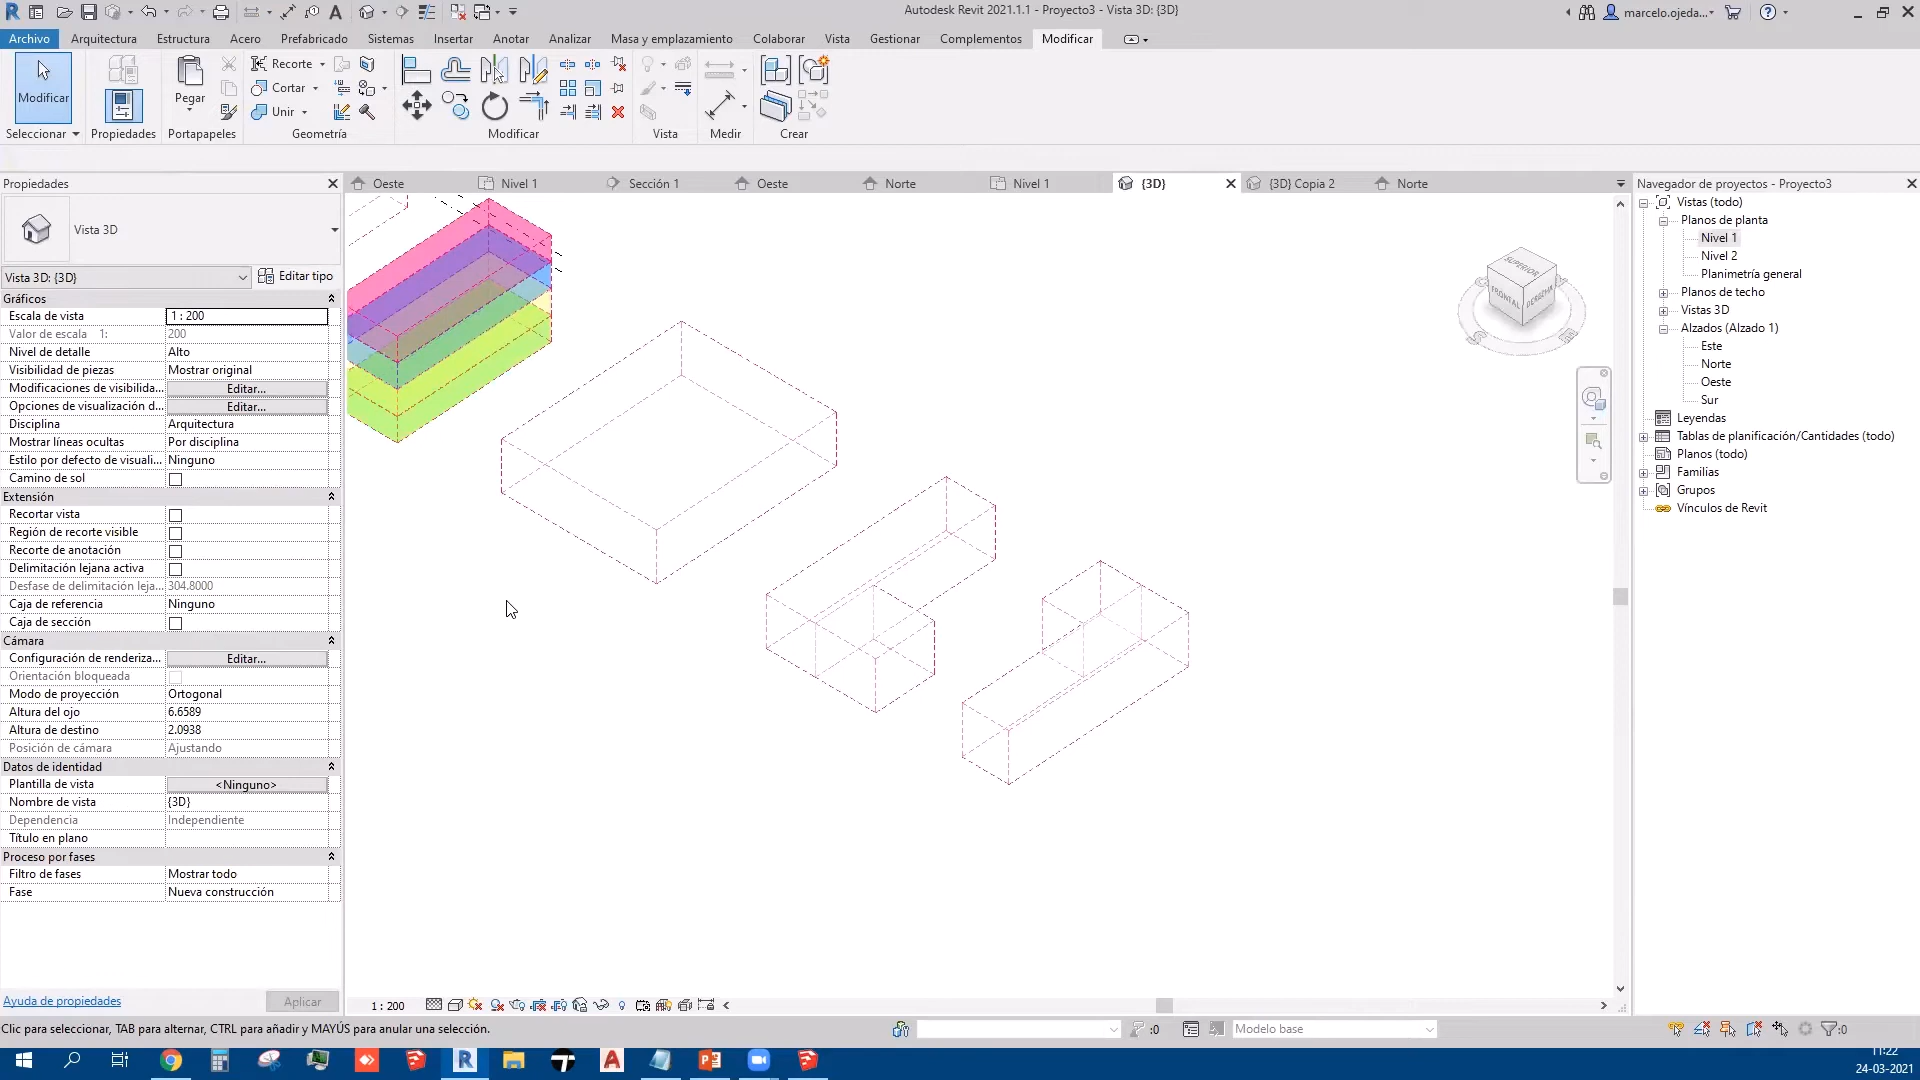 Autodesk Revit 2021.1.1 - Proyecto3 - Vista 3D: {3D}
marcelo.ojeda...
Archivo Arquitectura Estructura Acero Prefabricado Sistemas Insertar Anotar Analizar Masa y emplazamiento Colaborar Vista Gestionar Complementos Modificar
Modificar
Pegar
Recorte
Cortar
Unir
Seleccionar Propiedades Portapapeles Geometría Modificar Vista Medir Crear
Propiedades
Oeste Nivel 1 Sección 1 Oeste Norte Nivel 1 {3D} {3D} Copia 2 Norte
Vista 3D
Vista 3D: {3D} Editar tipo
Gráficos
Escala de vista 1 : 200
Valor de escala 1: 200
Nivel de detalle Alto
Visibilidad de piezas Mostrar original
Modificaciones de visibilida... Editar...
Opciones de visualización d... Editar...
Disciplina Arquitectura
Mostrar líneas ocultas Por disciplina
Estilo por defecto de visuali... Ninguno
Camino de sol
Extensión
Recortar vista
Región de recorte visible
Recorte de anotación
Delimitación lejana activa
Desfase de delimitación leja... 304.8000
Caja de referencia Ninguno
Caja de sección
Cámara
Configuración de renderiza... Editar...
Orientación bloqueada
Modo de proyección Ortogonal
Altura del ojo 6.6589
Altura de destino 2.0938
Posición de cámara Ajustando
Datos de identidad
Plantilla de vista <Ninguno>
Nombre de vista {3D}
Dependencia Independiente
Título en plano
Proceso por fases
Filtro de fases Mostrar todo
Fase Nueva construcción
Ayuda de propiedades Aplicar
SUPERIOR
FRONTAL
DERECHA
Navegador de proyectos - Proyecto3
Vistas (todo)
Planos de planta
Nivel 1
Nivel 2
Planimetría general
Planos de techo
Vistas 3D
Alzados (Alzado 1)
Este
Norte
Oeste
Sur
Leyendas
Tablas de planificación/Cantidades (todo)
Planos (todo)
Familias
Grupos
Vínculos de Revit
1 : 200
Clic para seleccionar, TAB para alternar, CTRL para añadir y MAYÚS para anular una selección.
:0
Modelo base
:0
11:22
24-03-2021